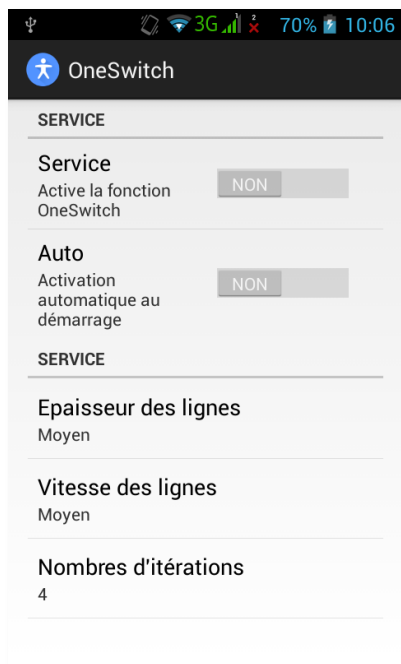 3G 2 70% 10:06
OneSwitch
SERVICE
Service
Active la fonction
OneSwitch
NON
Auto
Activation
automatique au
démarrage
NON
SERVICE
Epaisseur des lignes
Moyen
Vitesse des lignes
Moyen
Nombres d'itérations
4